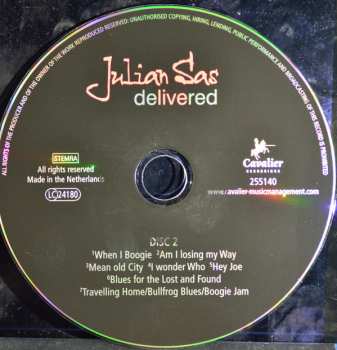 ALL RIGHTS OF THE PRODUCER AND OF THE OWNER OF THE WORK REPRODUCED RESERVED: UNAUTHORISED COPYING, HIRING, LENDING, PUBLIC PERFORMANCE AND BROADCASTING OF THIS RECORD IS PROHIBITED
Julian Sas
delivered
STEMRA
All rights reserved
Made in the Netherlands
LC 24180
Cavalier
RECORDINGS
255140
www.cavalier-musicmanagement.com
DISC 2
1When I Boogie 2Am I losing my Way
3Mean old City 4I wonder Who 5Hey Joe
6Blues for the Lost and Found
7Travelling Home/Bullfrog Blues/Boogie Jam